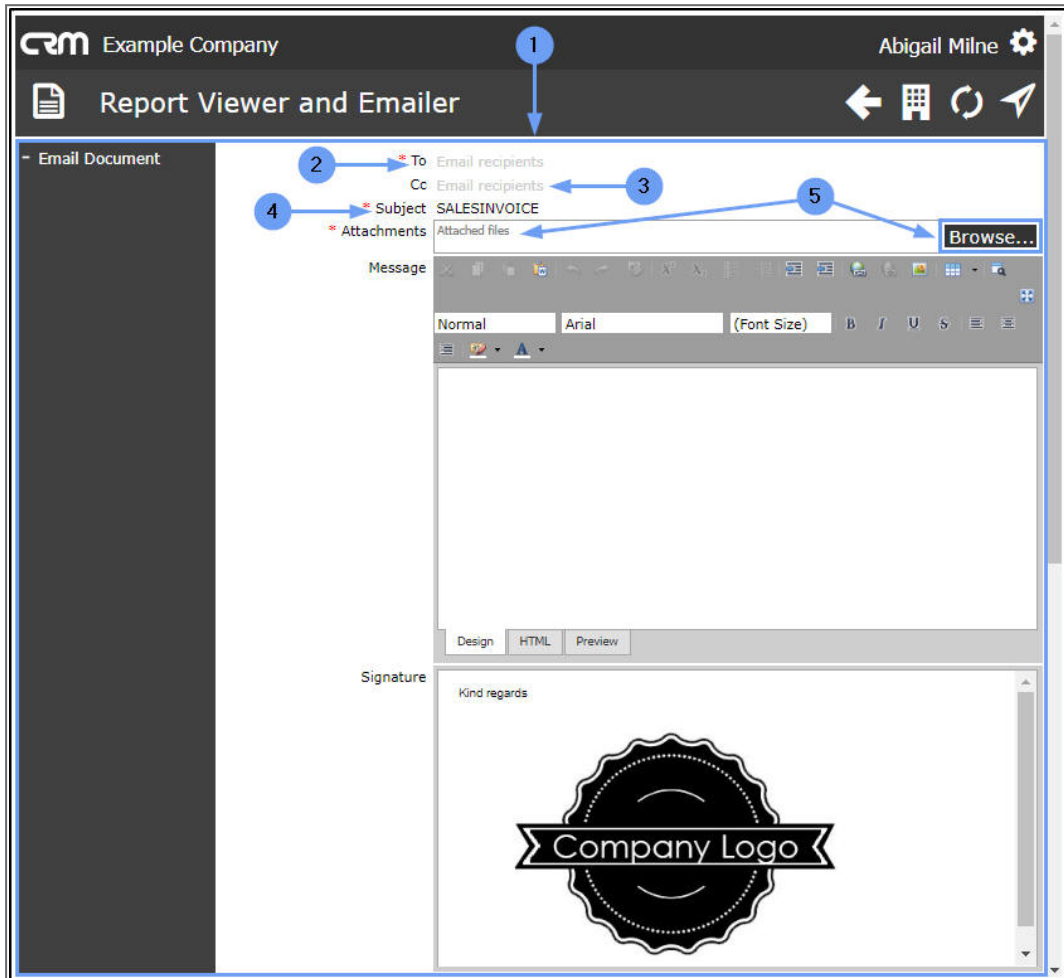 CRM Example Company
1
Abigail Milne
Report Viewer and Emailer
- Email Document
2
* To Email recipients
Cc Email recipients
3
4
* Subject SALESINVOICE
5
* Attachments Attached files
Browse...
Message
Normal Arial (Font Size) B I U S
A
Design HTML Preview
Signature
Kind regards
Company Logo